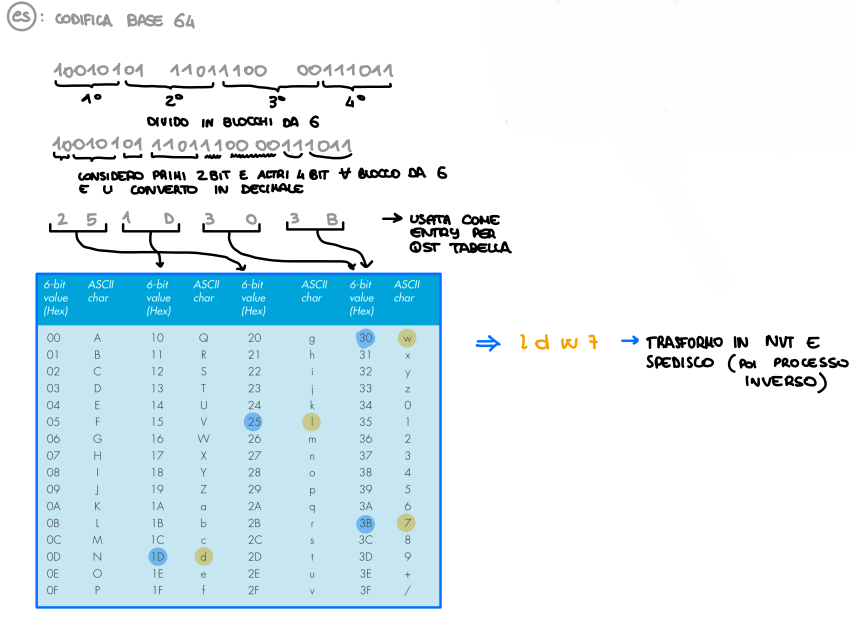 es : CODIFICA BASE 64
10010101 11011100 00111011
1° 2° 3° 4°
DIVIDO IN BLOCCHI DA 6
10010101 11011100 00111011
CONSIDERO PRIMI 2 BIT E ALTRI 4 BIT ∀ BLOCCO DA 6
E LI CONVERTO IN DECIMALE
2 5 1 D 3 0 3 B → USATA COME
ENTRY PER
QST TABELLA
6-bit value (Hex) ASCII char 6-bit value (Hex) ASCII char 6-bit value (Hex) ASCII char 6-bit value (Hex) ASCII char
00 A 10 Q 20 g 30 w
01 B 11 R 21 h 31 x
02 C 12 S 22 i 32 y
03 D 13 T 23 j 33 z
04 E 14 U 24 k 34 0
05 F 15 V 25 l 35 1
06 G 16 W 26 m 36 2
07 H 17 X 27 n 37 3
08 I 18 Y 28 o 38 4
09 J 19 Z 29 p 39 5
0A K 1A a 2A q 3A 6
0B L 1B b 2B r 3B 7
0C M 1C c 2C s 3C 8
0D N 1D d 2D t 3D 9
0E O 1E e 2E u 3E +
0F P 1F f 2F v 3F /
⇒ l d w 7 → TRASFORMO IN NVT E
SPEDISCO (POI PROCESSO
INVERSO)